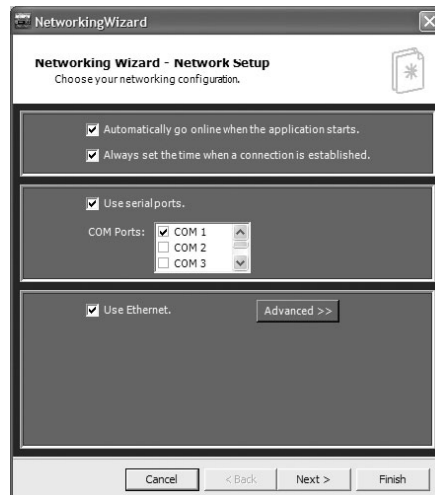 NetworkingWizard
Networking Wizard - Network Setup
Choose your networking configuration.
Automatically go online when the application starts.
Always set the time when a connection is established.
Use serial ports.
COM Ports:
COM 1
COM 2
COM 3
Use Ethernet.
Advanced >>
Cancel
< Back
Next >
Finish